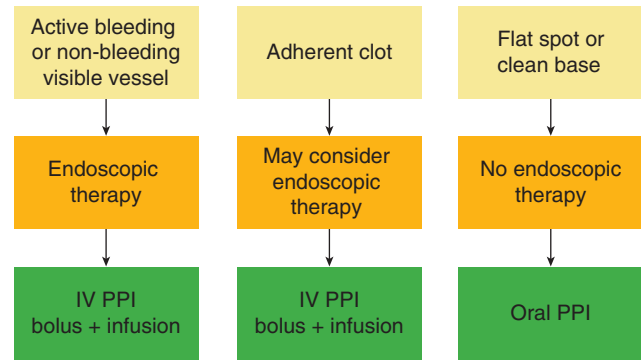 Active bleeding
or non-bleeding
visible vessel
Adherent clot
Flat spot or
clean base
Endoscopic
therapy
May consider
endoscopic
therapy
No endoscopic
therapy
IV PPI
bolus + infusion
IV PPI
bolus + infusion
Oral PPI